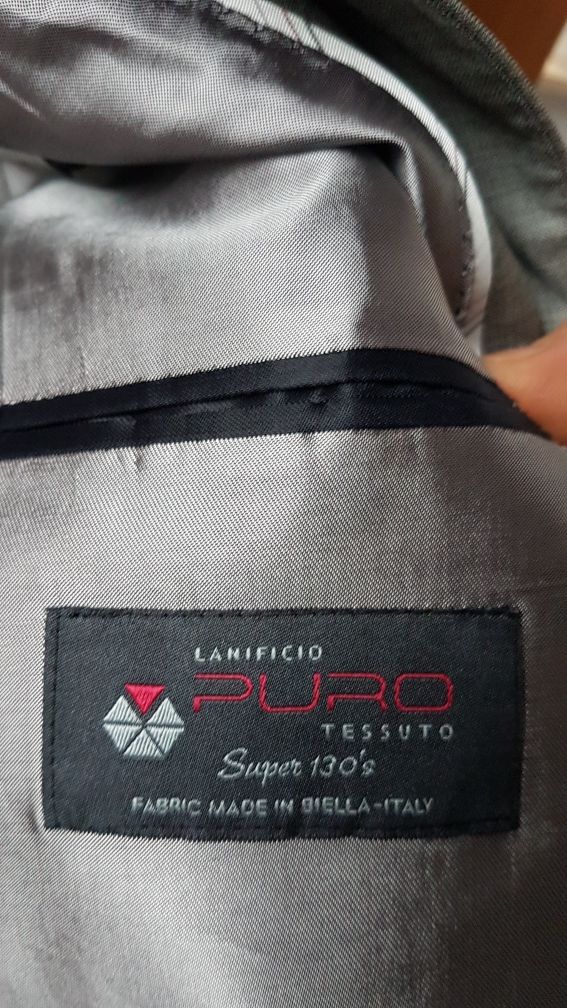 LANIFICIO
PURO
TESSUTO
Super 130's
FABRIC MADE IN BIELLA-ITALY